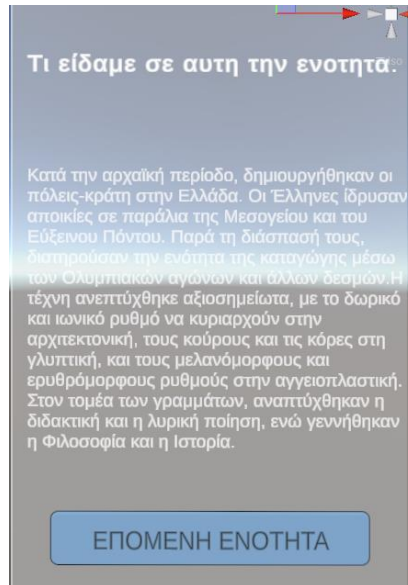 Τι είδαμε σε αυτη την ενοτητα.
Κατά την αρχαϊκή περίοδο, δημιουργήθηκαν οι
πόλεις-κράτη στην Ελλάδα. Οι Έλληνες ίδρυσαν
αποικίες σε παράλια της Μεσογείου και του
Εύξεινου Πόντου. Παρά τη διάσπασή τους,
διατηρούσαν την ενότητα της καταγωγής μέσω
των Ολυμπιακών αγώνων και άλλων δεσμών.Η
τέχνη ανεπτύχθηκε αξιοσημείωτα, με το δωρικό
και ιωνικό ρυθμό να κυριαρχούν στην
αρχιτεκτονική, τους κούρους και τις κόρες στη
γλυπτική, και τους μελανόμορφους και
ερυθρόμορφους ρυθμούς στην αγγειοπλαστική.
Στον τομέα των γραμμάτων, αναπτύχθηκαν η
διδακτική και η λυρική ποίηση, ενώ γεννήθηκαν
η Φιλοσοφία και η Ιστορία.
ΕΠΟΜΕΝΗ ΕΝΟΤΗΤΑ